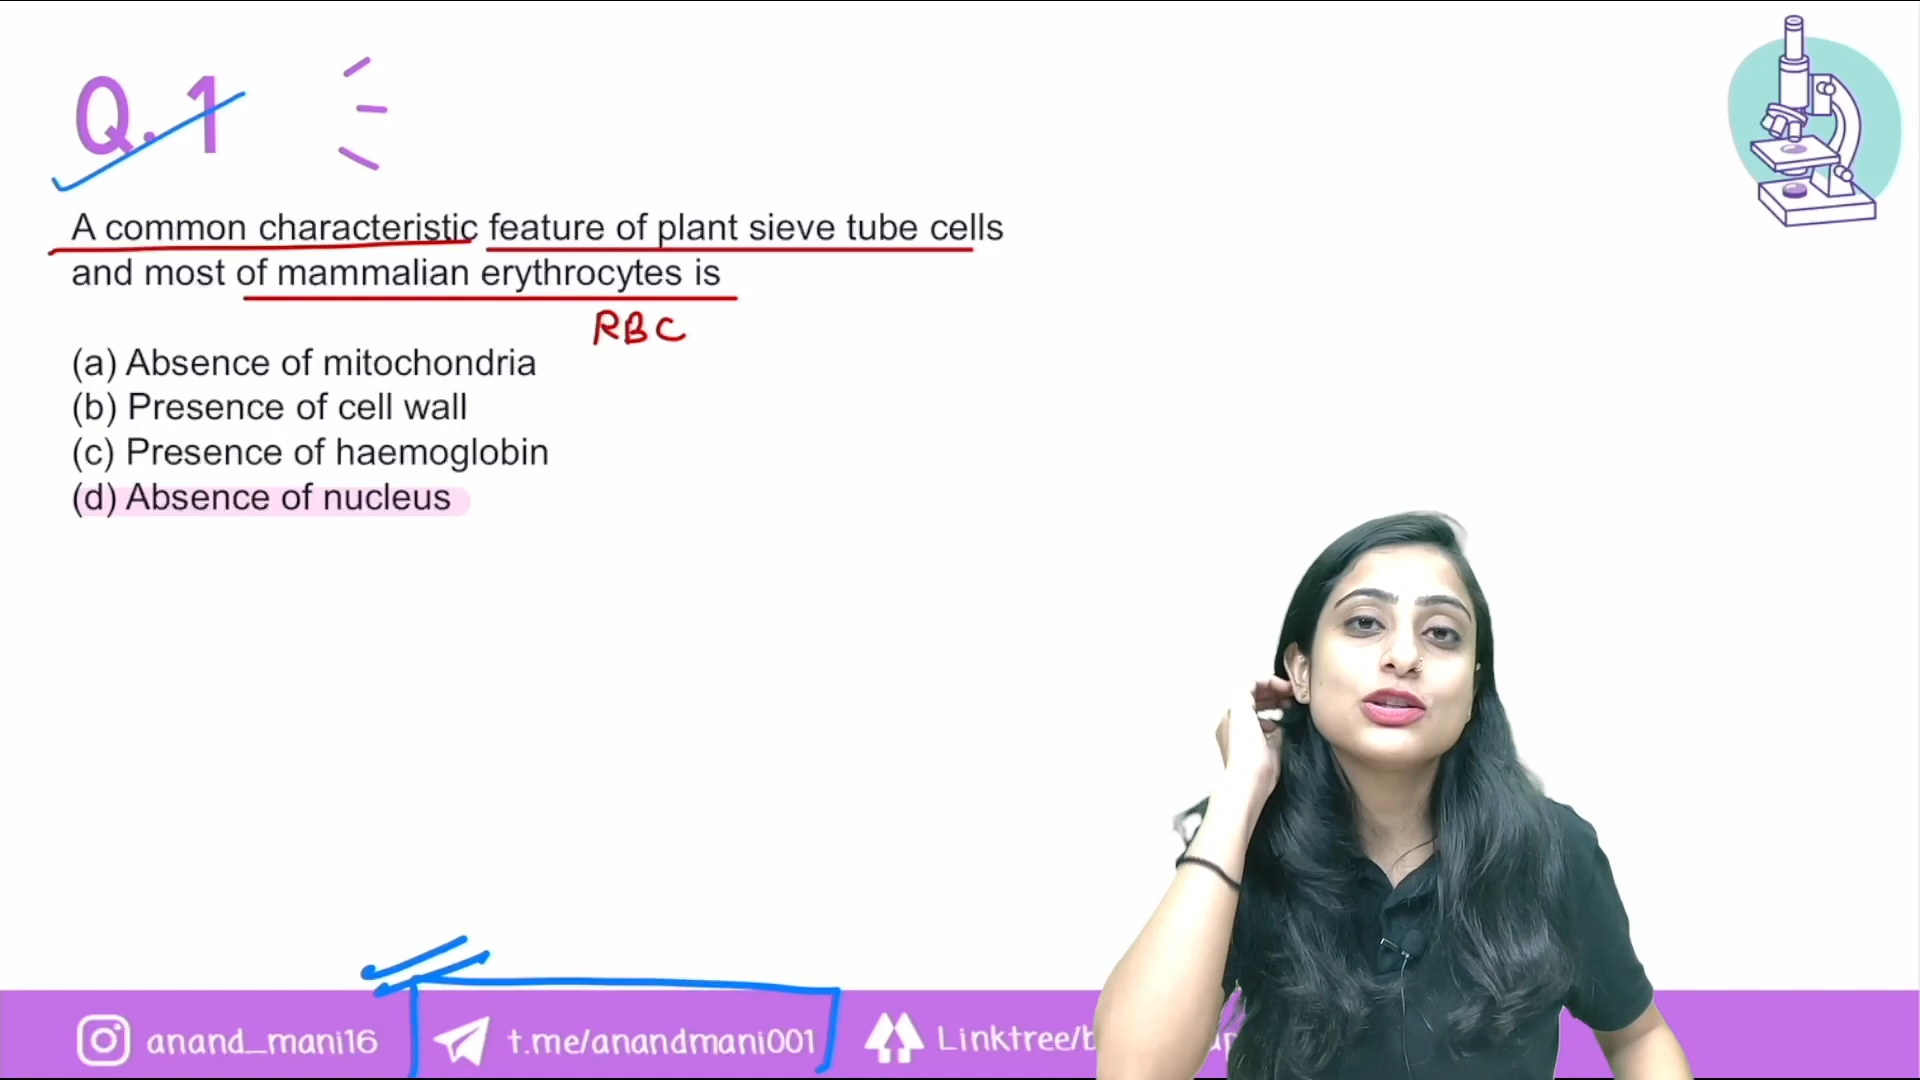 Q. 1
A common characteristic feature of plant sieve tube cells
and most of mammalian erythrocytes is
RBC
(a) Absence of mitochondria
(b) Presence of cell wall
(c) Presence of haemoglobin
(d) Absence of nucleus
anand_mani16
t.me/anandmani001
Linktree/b